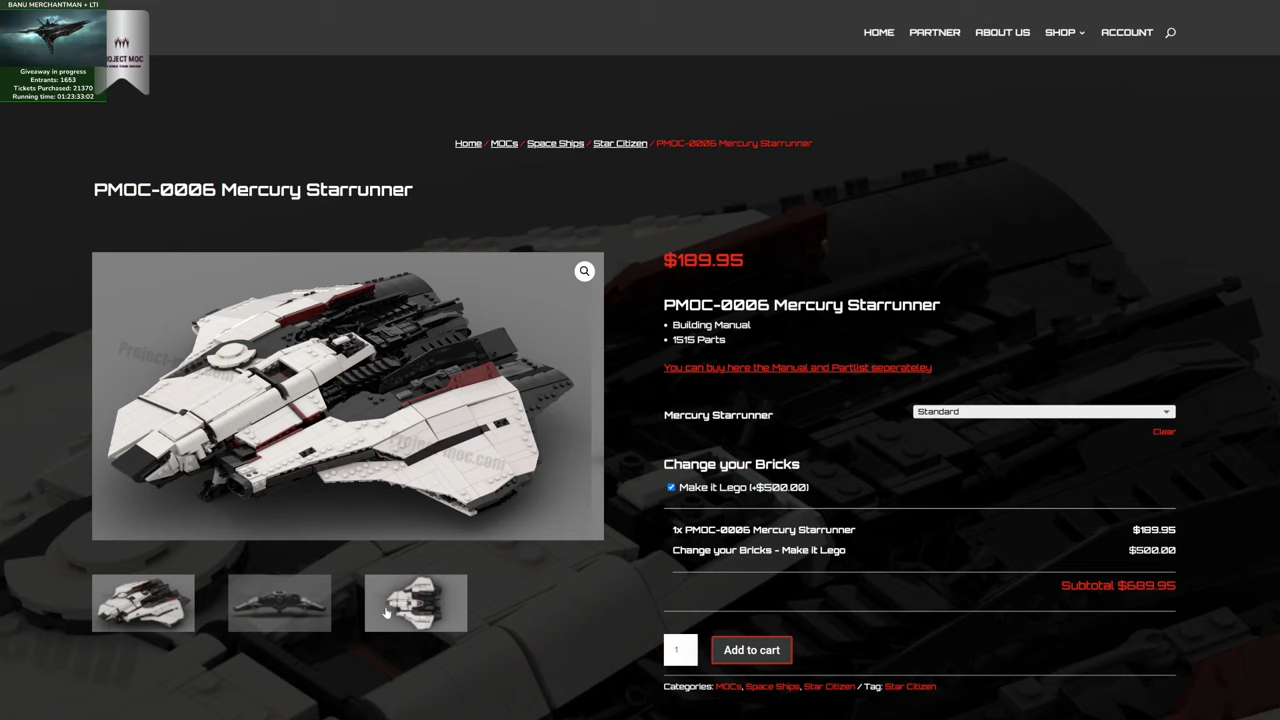 BANU MERCHANTMAN + LTI
Giveaway in progress
Entrants: 1653
Tickets Purchased: 21370
Running time: 01:23:33:02
HOME PARTNER ABOUT US SHOP ACCOUNT
Home / MOCs / Space Ships / Star Citizen / PMOC-0006 Mercury Starrunner
PMOC-0006 Mercury Starrunner
$189.95
PMOC-0006 Mercury Starrunner
• Building Manual
• 1515 Parts
You can buy here the Manual and Partlist seperateley
Mercury Starrunner Standard
Clear
Change your Bricks
Make it Lego (+$500.00)
1x PMOC-0006 Mercury Starrunner $189.95
Change your Bricks - Make it Lego $500.00
Subtotal $689.95
1 Add to cart
Categories: MOCs, Space Ships, Star Citizen / Tag: Star Citizen